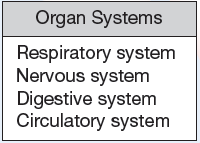 Organ Systems
Respiratory system
Nervous system
Digestive system
Circulatory system